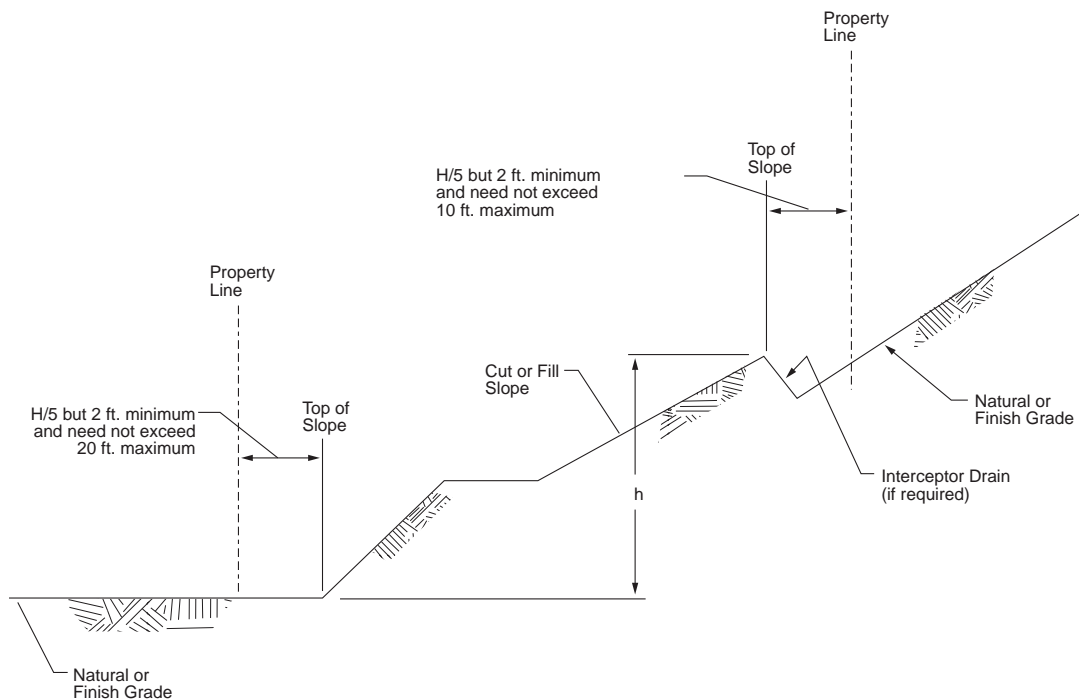 Property
Line
Top of
Slope
H/5 but 2 ft. minimum
and need not exceed
10 ft. maximum
Property
Line
Cut or Fill
Slope
H/5 but 2 ft. minimum
and need not exceed
20 ft. maximum
Top of
Slope
Natural or
Finish Grade
h
Interceptor Drain
(if required)
Natural or
Finish Grade